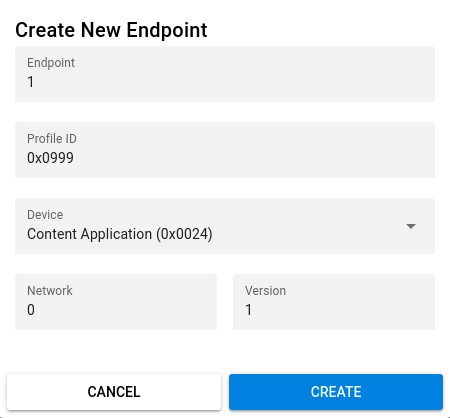 Create New Endpoint
Endpoint
1
Profile ID
0x0999
Device
Content Application (0x0024)
Network
0
Version
1
CANCEL
CREATE